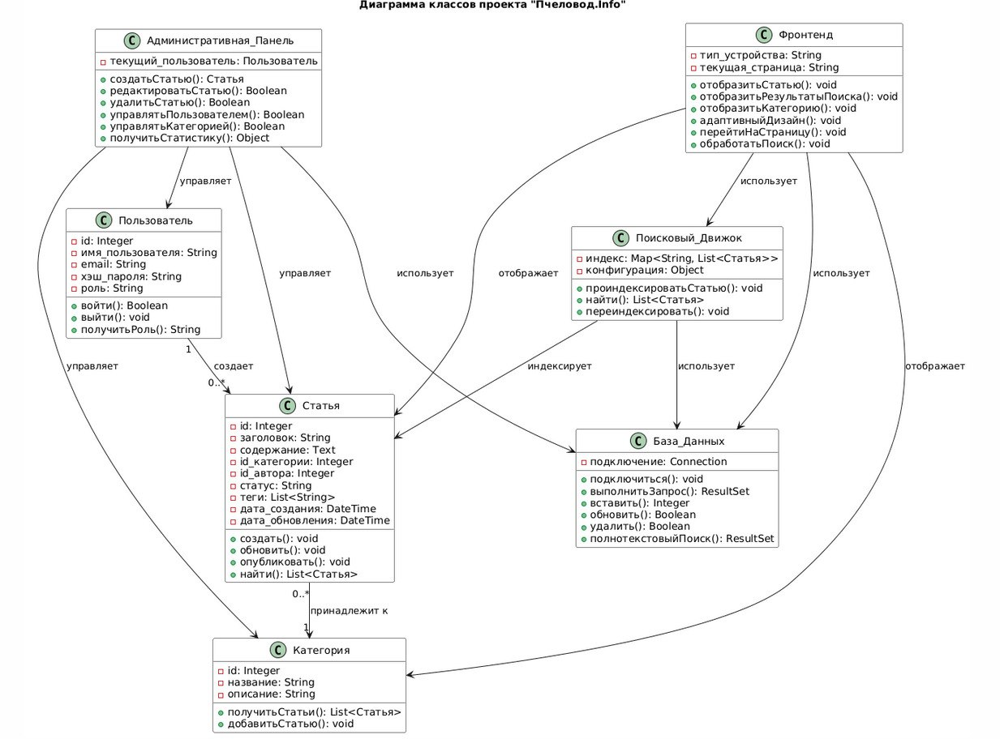 Диаграмма классов проекта "Пчеловод.Info"
C Административная_Панель
текущий_пользователь: Пользователь
создатьСтатью(): Статья
редактироватьСтатью(): Boolean
удалитьСтатью(): Boolean
управлятьПользователем(): Boolean
управлятьКатегорией(): Boolean
получитьСтатистику(): Object
C Фронтенд
тип_устройства: String
текущая_страница: String
отобразитьСтатью(): void
отобразитьРезультатыПоиска(): void
отобразитьКатегорию(): void
адаптивныйДизайн(): void
перейтиНаСтраницу(): void
обработатьПоиск(): void
управляет
использует
C Пользователь
id: Integer
имя_пользователя: String
email: String
хэш_пароля: String
роль: String
войти(): Boolean
выйти(): void
получитьРоль(): String
C Поисковый_Движок
индекс: Map<String, List<Статья>>
конфигурация: Object
проиндексироватьСтатью(): void
найти(): List<Статья>
переиндексировать(): void
управляет
использует
отображает
использует
1
управляет
создает
0..*
индексирует
использует
отображает
C Статья
id: Integer
заголовок: String
содержание: Text
id_категории: Integer
id_автора: Integer
статус: String
теги: List<String>
дата_создания: DateTime
дата_обновления: DateTime
создать(): void
обновить(): void
опубликовать(): void
найти(): List<Статья>
C База_Данных
подключение: Connection
подключиться(): void
выполнитьЗапрос(): ResultSet
вставить(): Integer
обновить(): Boolean
удалить(): Boolean
полнотекстовыйПоиск(): ResultSet
0..*
принадлежит к
1
C Категория
id: Integer
название: String
описание: String
получитьСтатьи(): List<Статья>
добавитьСтатью(): void